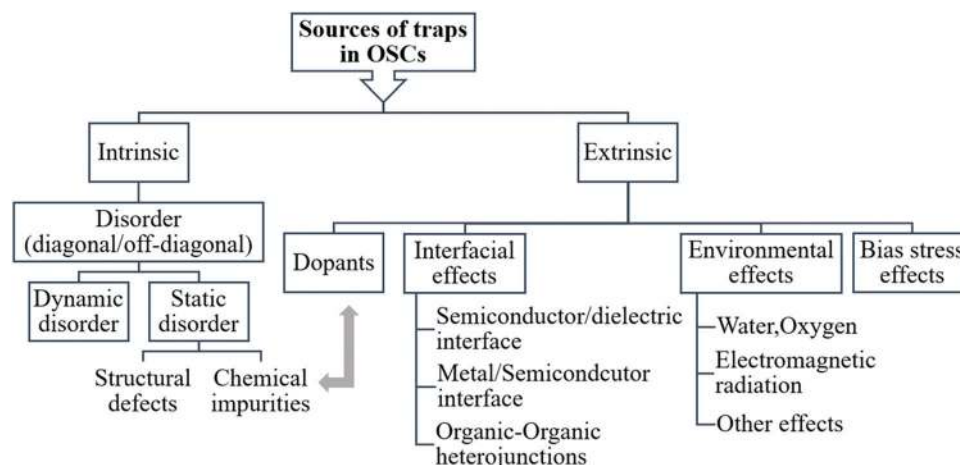 Sources of traps
in OSCs
Intrinsic
Extrinsic
Disorder
(diagonal/off-diagonal)
Dynamic
disorder
Static
disorder
Structural
defects
Chemical
impurities
Dopants
Interfacial
effects
Semiconductor/dielectric
interface
Metal/Semicondcutor
interface
Organic-Organic
heterojunctions
Environmental
effects
Water,Oxygen
Electromagnetic
radiation
Other effects
Bias stress
effects